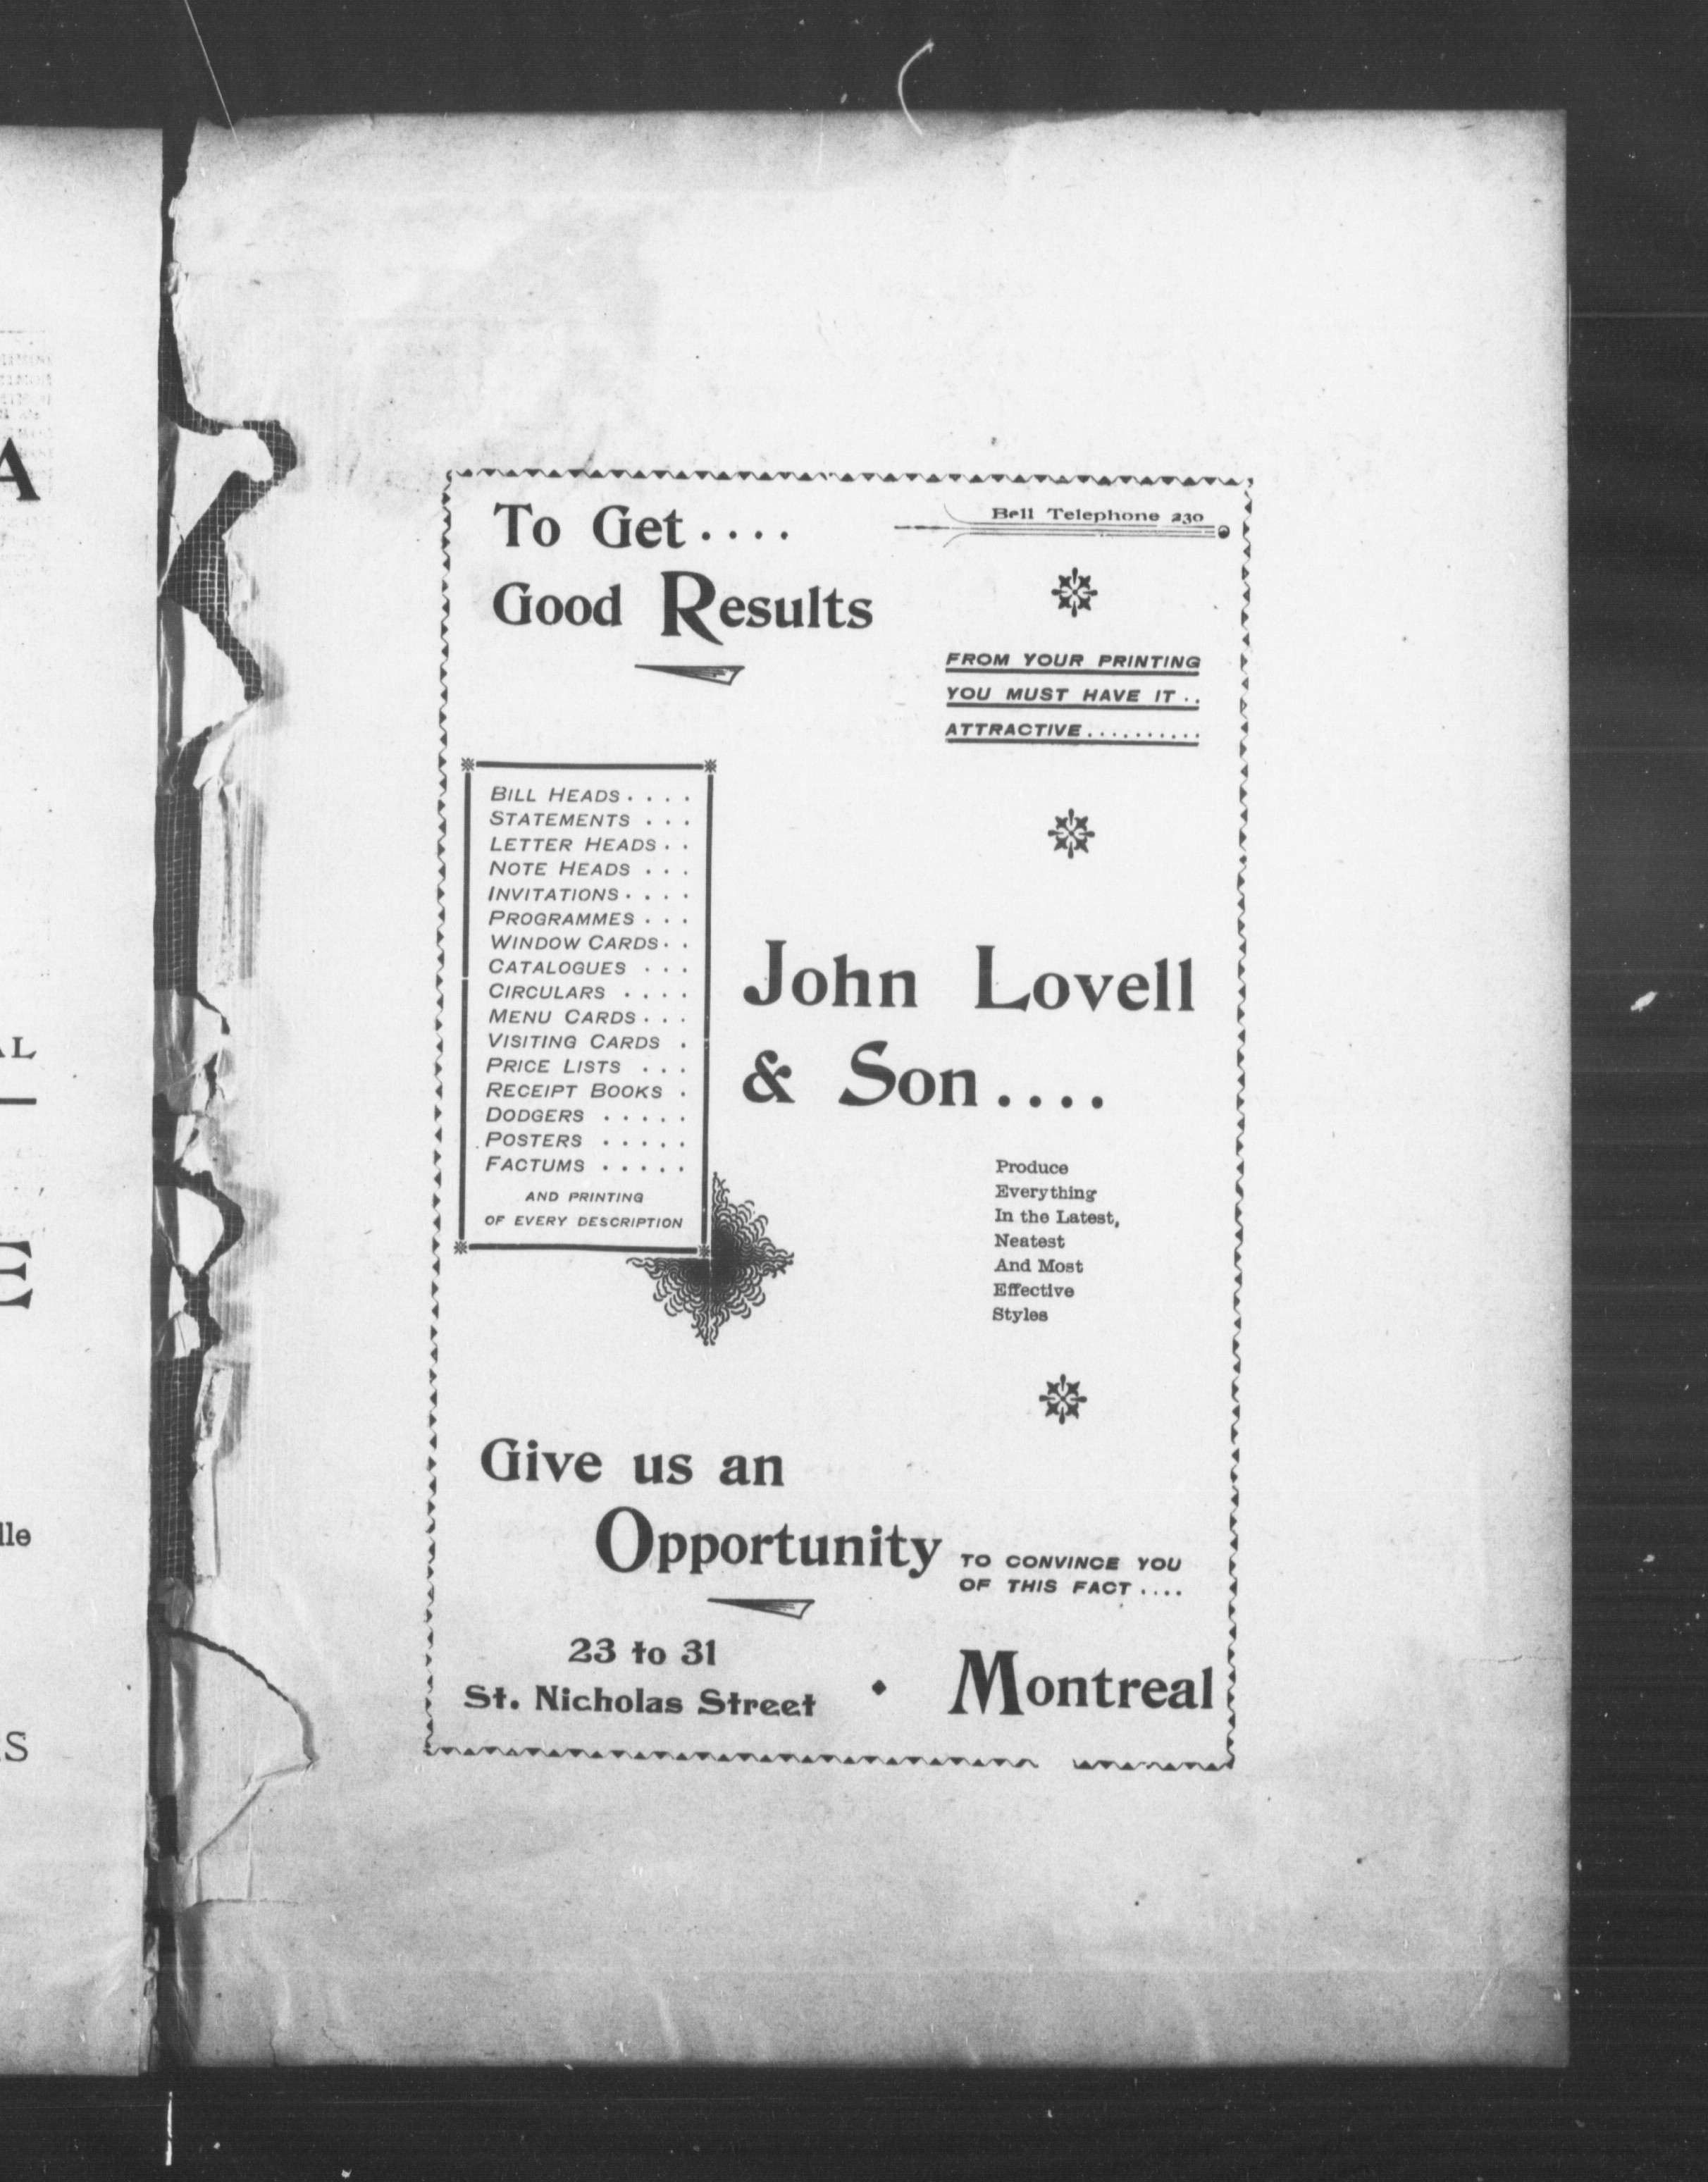 To Get....
Good Results
Bell Telephone 230
FROM YOUR PRINTING
YOU MUST HAVE IT..
ATTRACTIVE..........
BILL HEADS....
STATEMENTS ...
LETTER HEADS..
NOTE HEADS ...
INVITATIONS....
PROGRAMMES ...
WINDOW CARDS..
CATALOGUES ...
CIRCULARS ....
MENU CARDS...
VISITING CARDS .
PRICE LISTS ...
RECEIPT BOOKS .
DODGERS .....
POSTERS .....
FACTUMS .....
AND PRINTING
OF EVERY DESCRIPTION
John Lovell
& Son....
Produce
Everything
In the Latest,
Neatest
And Most
Effective
Styles
Give us an
Opportunity
TO CONVINCE YOU
OF THIS FACT....
23 to 31
St. Nicholas Street
Montreal